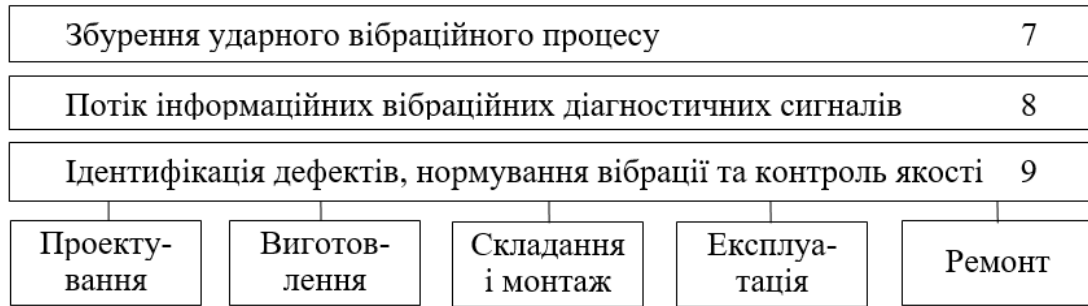 Збурення ударного вібраційного процесу 7
Потік інформаційних вібраційних діагностичних сигналів 8
Ідентифікація дефектів, нормування вібрації та контроль якості 9
Проекту-
вання
Виготов-
лення
Складання
і монтаж
Експлуа-
тація
Ремонт